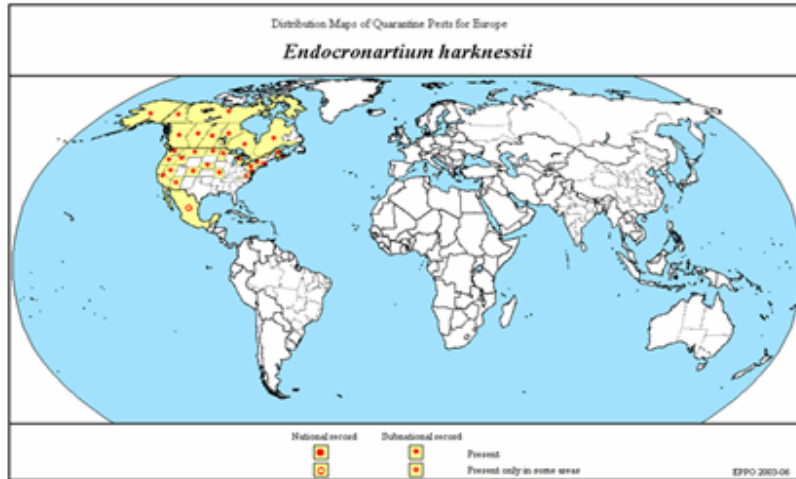 Distribution Maps of Quarantine Pests for Europe
Endocronartium harknessii
National record Subnational record
Present
Present only in some areas
EPPO 2003-06